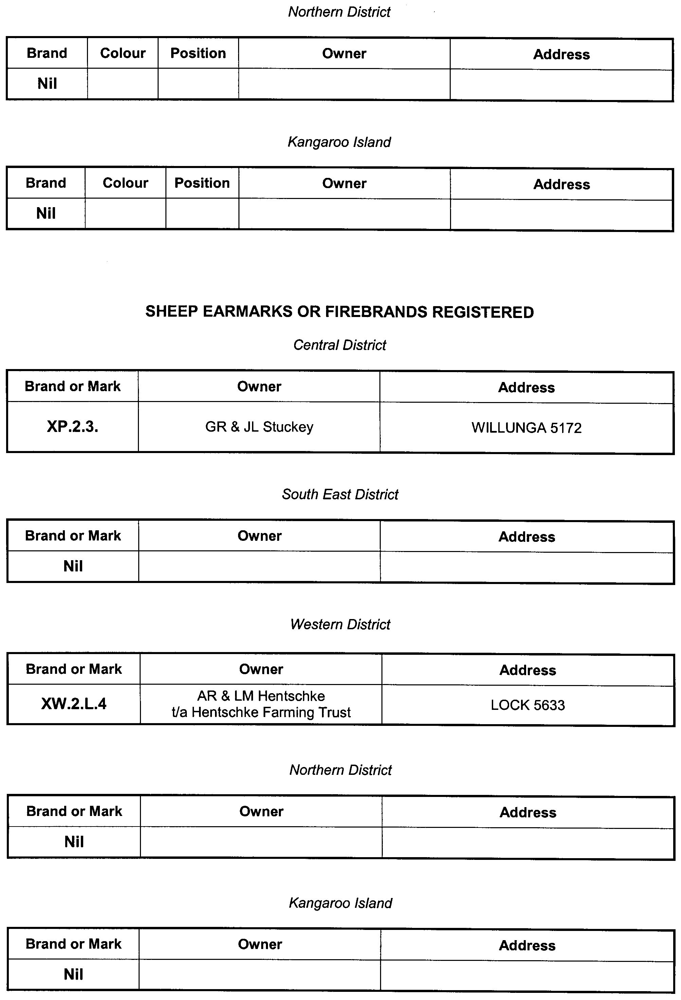 Northern District
Brand Colour Position Owner Address
Nil
Kangaroo Island
Brand Colour Position Owner Address
Nil
SHEEP EARMARKS OR FIREBRANDS REGISTERED
Central District
Brand or Mark Owner Address
XP.2.3. GR & JL Stuckey WILLUNGA 5172
South East District
Brand or Mark Owner Address
Nil
Western District
Brand or Mark Owner Address
XW.2.L.4 AR & LM Hentschke LOCK 5633
t/a Hentschke Farming Trust
Northern District
Brand or Mark Owner Address
Nil
Kangaroo Island
Brand or Mark Owner Address
Nil